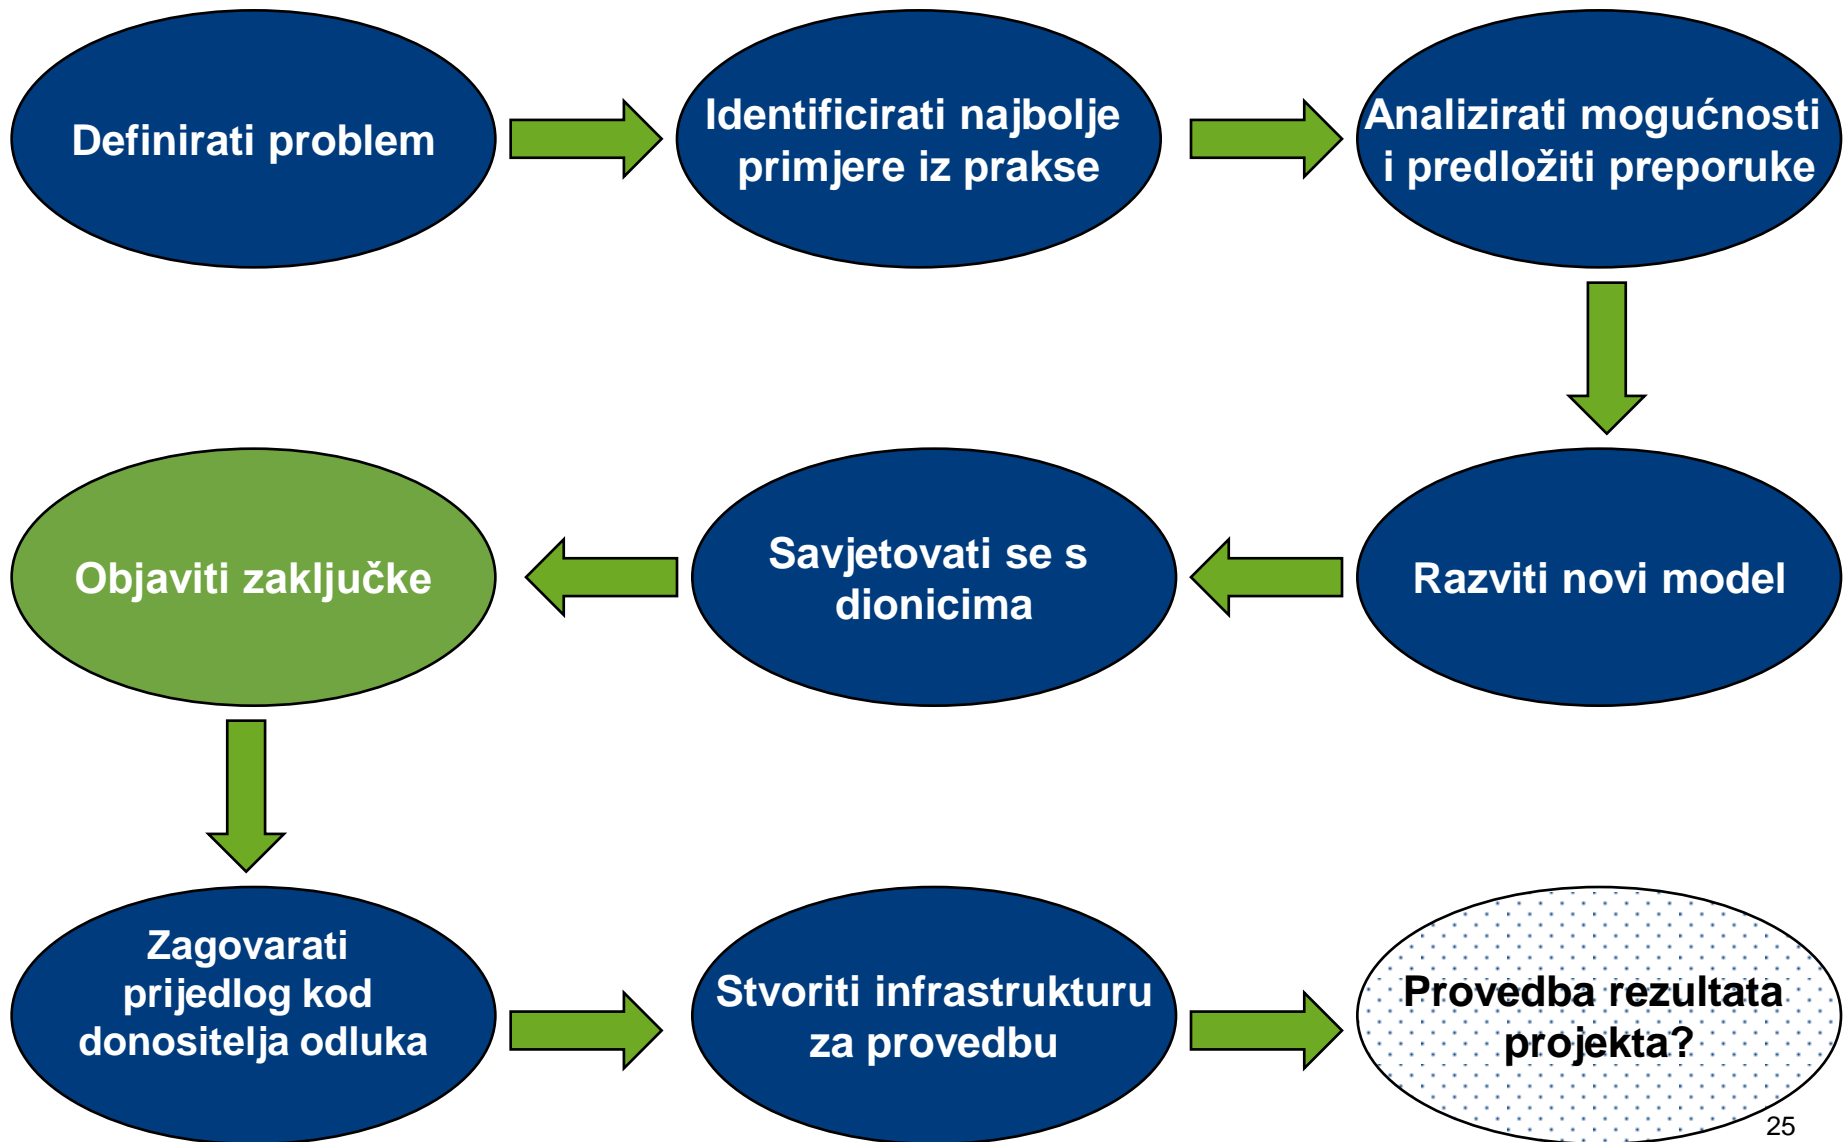 Definirati problem
Identificirati najbolje
primjere iz prakse
Analizirati mogućnosti
i predložiti preporuke
Razviti novi model
Savjetovati se s
dionicima
Objaviti zaključke
Zagovarati
prijedlog kod
donositelja odluka
Stvoriti infrastrukturu
za provedbu
Provedba rezultata
projekta?
25